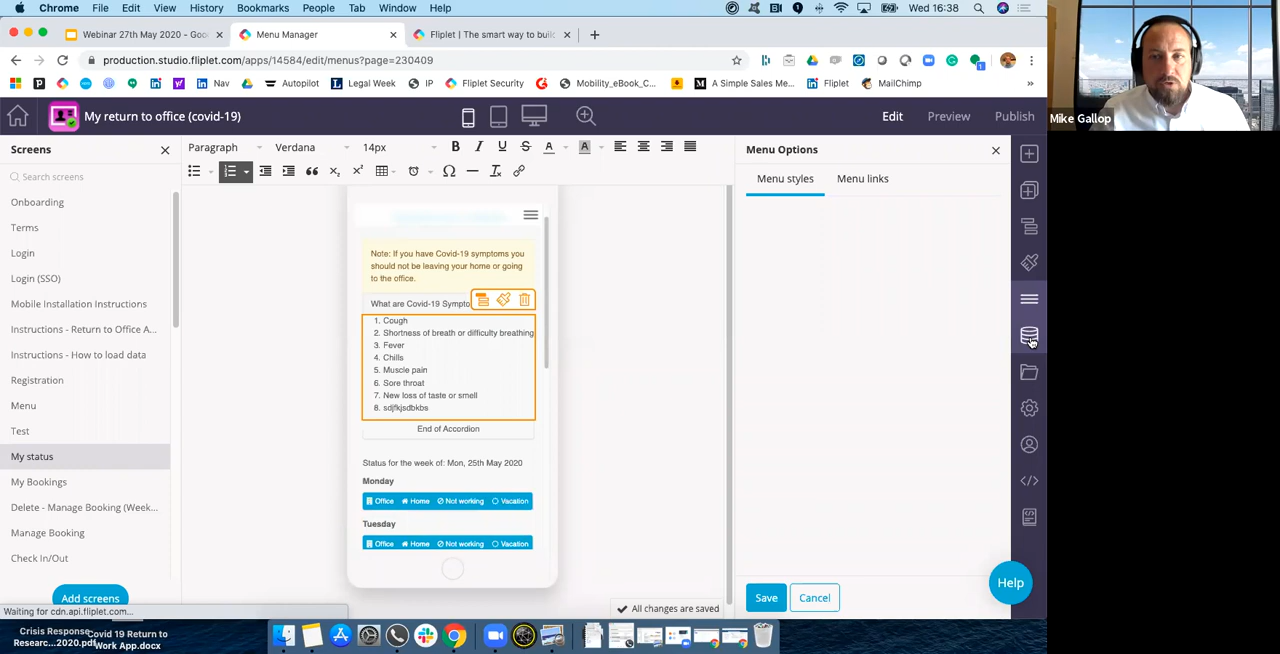 Chrome File Edit View History Bookmarks People Tab Window Help Wed 16:38
Webinar 27th May 2020 - Goo Menu Manager Fliplet | The smart way to buil
production.studio.fliplet.com/apps/14584/edit/menus?page=230409
Nav Autopilot Legal Week IP Fliplet Security Mobility_eBook_C... A Simple Sales Me... Fliplet MailChimp »
My return to office (covid-19) Edit Preview Publish
Mike Gallop
Screens
Search screens
Onboarding
Terms
Login
Login (SSO)
Mobile Installation Instructions
Instructions - Return to Office A...
Instructions - How to load data
Registration
Menu
Test
My status
My Bookings
Delete - Manage Booking (Week...
Manage Booking
Check In/Out
Add screens
Waiting for cdn.api.fliplet.com...
Paragraph Verdana 14px B I U S A A
Note: If you have Covid-19 symptoms you
should not be leaving your home or going
to the office.
What are Covid-19 Sympto
1. Cough
2. Shortness of breath or difficulty breathing
3. Fever
4. Chills
5. Muscle pain
6. Sore throat
7. New loss of taste or smell
8. sdjfkjsdbkbs
End of Accordion
Status for the week of: Mon, 25th May 2020
Monday
Office Home Not working Vacation
Tuesday
Office Home Not working Vacation
All changes are saved
Menu Options
Menu styles Menu links
Save Cancel
Help
Crisis Response
Researc...2020.pdf
Covid 19 Return to
Work App.docx